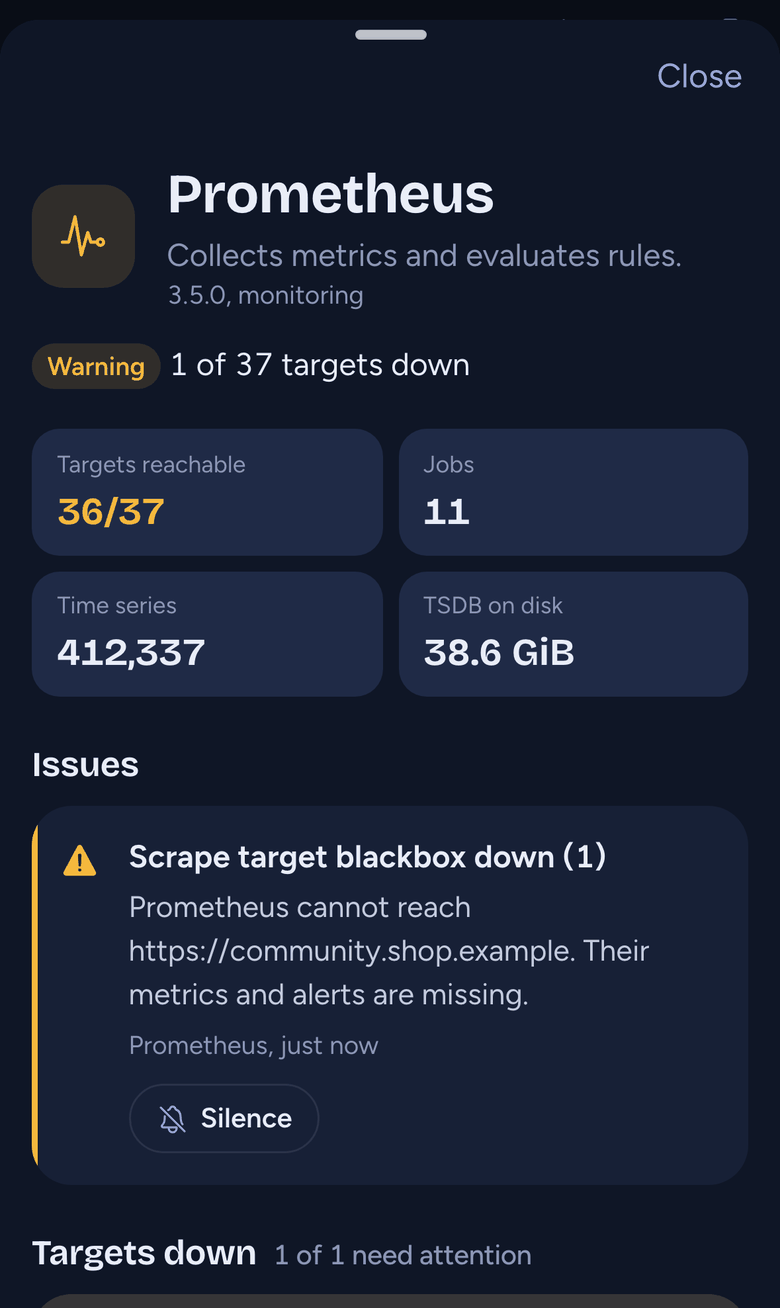 Close
Prometheus
Collects metrics and evaluates rules.
3.5.0, monitoring
Warning 1 of 37 targets down
Targets reachable
36/37
Jobs
11
Time series
412,337
TSDB on disk
38.6 GiB
Issues
Scrape target blackbox down (1)
Prometheus cannot reach
https://community.shop.example. Their
metrics and alerts are missing.
Prometheus, just now
Silence
Targets down 1 of 1 need attention